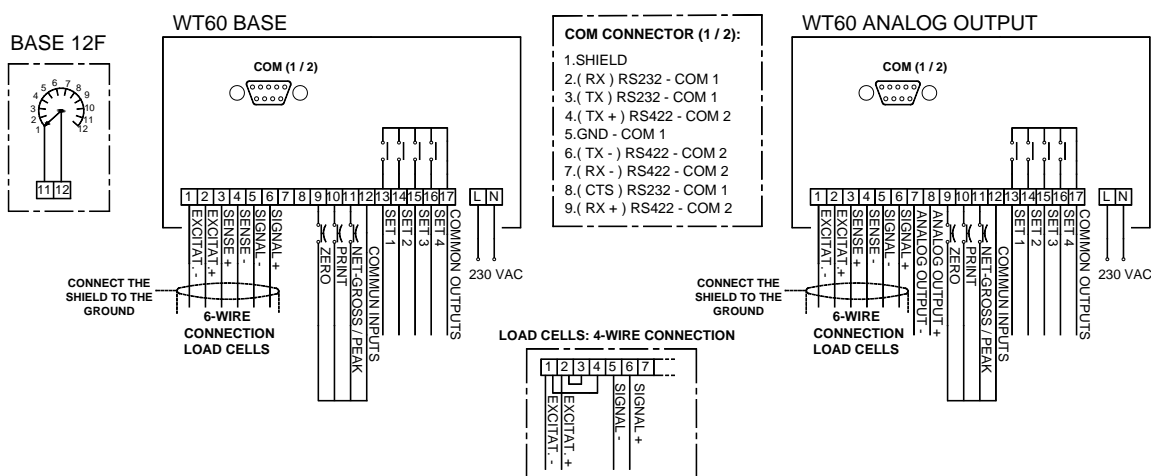 BASE 12F
1
2
3
4
5
6
7
8
9
10
11
12
11 12
WT60 BASE
COM (1 / 2)
1 2 3 4 5 6 7 8 9 10 11 12 13 14 15 16 17
L N
EXCITAT. -
EXCITAT. +
SENSE +
SENSE -
SIGNAL -
SIGNAL +
ZERO
PRINT
NET-GROSS / PEAK
COMMUN INPUTS
SET 1
SET 2
SET 3
SET 4
COMMON OUTPUTS
230 VAC
CONNECT THE
SHIELD TO THE
GROUND
6-WIRE
CONNECTION
LOAD CELLS
COM CONNECTOR (1 / 2):
1.SHIELD
2.( RX ) RS232 - COM 1
3.( TX ) RS232 - COM 1
4.( TX + ) RS422 - COM 2
5.GND - COM 1
6.( TX - ) RS422 - COM 2
7.( RX - ) RS422 - COM 2
8.( CTS ) RS232 - COM 1
9.( RX + ) RS422 - COM 2
LOAD CELLS: 4-WIRE CONNECTION
1 2 3 4 5 6 7
EXCITAT. -
EXCITAT. +
SIGNAL -
SIGNAL +
WT60 ANALOG OUTPUT
COM (1 / 2)
1 2 3 4 5 6 7 8 9 10 11 12 13 14 15 16 17
L N
EXCITAT. -
EXCITAT. +
SENSE +
SENSE -
SIGNAL -
SIGNAL +
ANALOG OUTPUT -
ANALOG OUTPUT +
ZERO
PRINT
NET-GROSS / PEAK
COMMUN INPUTS
SET 1
SET 2
SET 3
SET 4
COMMON OUTPUTS
230 VAC
CONNECT THE
SHIELD TO THE
GROUND
6-WIRE
CONNECTION
LOAD CELLS